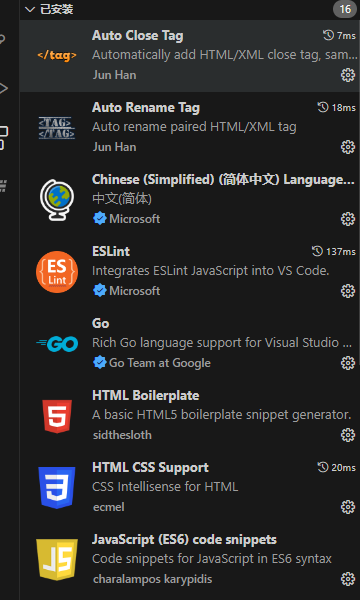 已安装 16
Auto Close Tag 7ms
</tag>
Automatically add HTML/XML close tag, sam...
Jun Han
Auto Rename Tag 18ms
<TAG>
</TAG>
Auto rename paired HTML/XML tag
Jun Han
Chinese (Simplified) (简体中文) Language...
中文(简体)
Microsoft
ESLint 137ms
ES
Lint
Integrates ESLint JavaScript into VS Code.
Microsoft
Go
GO
Rich Go language support for Visual Studio ...
Go Team at Google
HTML Boilerplate
5
A basic HTML5 boilerplate snippet generator.
sidthesloth
HTML CSS Support 20ms
3
CSS Intellisense for HTML
ecmel
JavaScript (ES6) code snippets
JS
Code snippets for JavaScript in ES6 syntax
charalampos karypidis